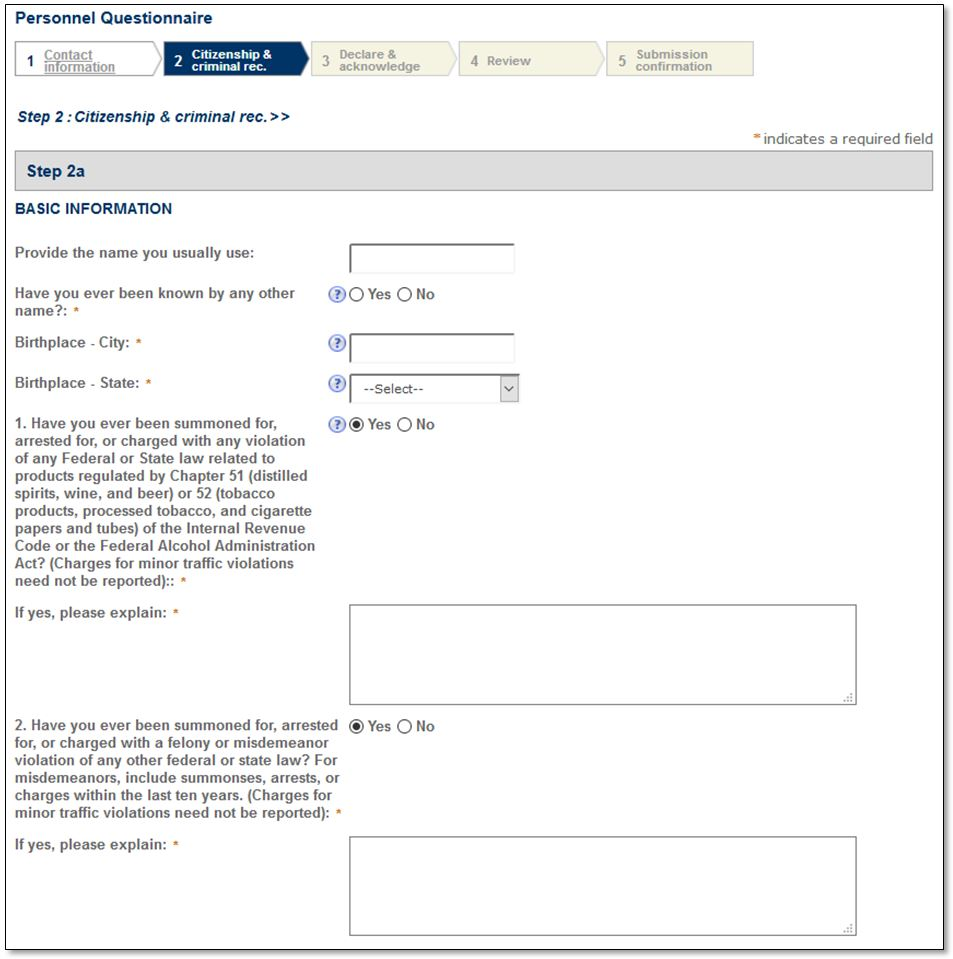 Personnel Questionnaire
1 Contact information
2 Citizenship & criminal rec.
3 Declare & acknowledge
4 Review
5 Submission confirmation
Step 2 : Citizenship & criminal rec. >>
* indicates a required field
Step 2a
BASIC INFORMATION
Provide the name you usually use:
Have you ever been known by any other
name?: *
? Yes No
Birthplace - City: * ?
Birthplace - State: * ? --Select--
1. Have you ever been summoned for,
arrested for, or charged with any violation
of any Federal or State law related to
products regulated by Chapter 51 (distilled
spirits, wine, and beer) or 52 (tobacco
products, processed tobacco, and cigarette
papers and tubes) of the Internal Revenue
Code or the Federal Alcohol Administration
Act? (Charges for minor traffic violations
need not be reported):: *
? Yes No
If yes, please explain: *
2. Have you ever been summoned for, arrested
for, or charged with a felony or misdemeanor
violation of any other federal or state law? For
misdemeanors, include summonses, arrests, or
charges within the last ten years. (Charges for
minor traffic violations need not be reported): *
Yes No
If yes, please explain: *